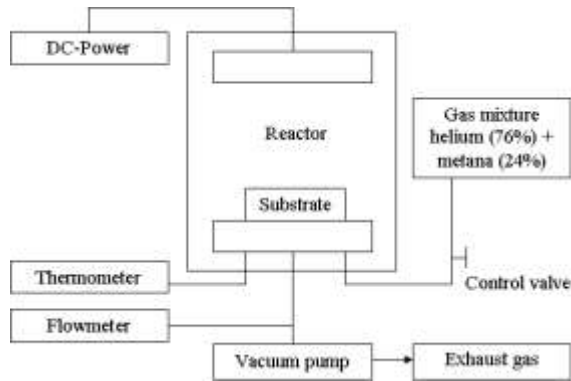 DC-Power
Reactor
Gas mixture
helium (76%) +
metana (24%)
Substrate
Thermometer
Control valve
Flowmeter
Vacuum pump
Exhaust gas